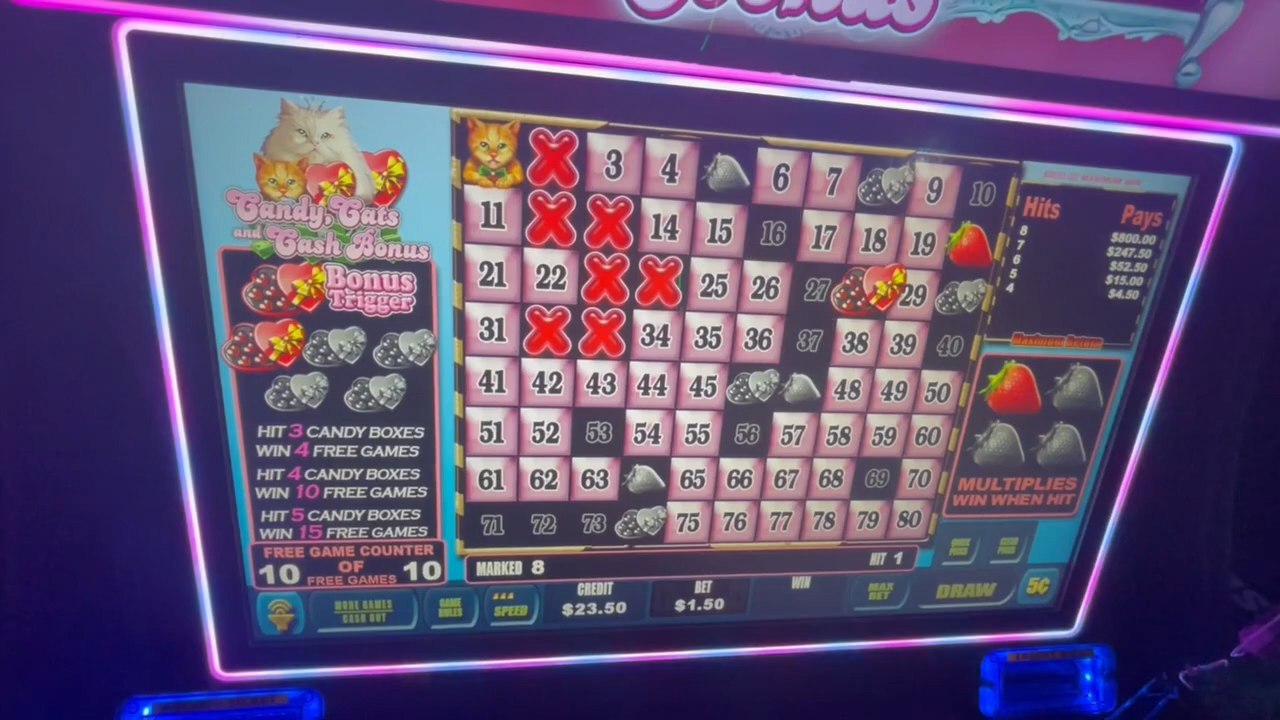 Candy, Cats
and Cash Bonus
Bonus
Trigger
HIT 3 CANDY BOXES
WIN 4 FREE GAMES
HIT 4 CANDY BOXES
WIN 10 FREE GAMES
HIT 5 CANDY BOXES
WIN 15 FREE GAMES
FREE GAME COUNTER
10 OF 10
FREE GAMES
3 4 6 7 9 10
11 14 15 16 17 18 19
21 22 25 26 27 29
31 34 35 36 37 38 39 40
41 42 43 44 45 48 49 50
51 52 53 54 55 56 57 58 59 60
61 62 63 65 66 67 68 69 70
71 72 73 75 76 77 78 79 80
MARKED 8 HIT 1
Hits Pays
8 $800.00
7 $247.50
6 $52.50
5 $15.00
4 $4.50
MULTIPLIES
WIN WHEN HIT
MORE GAMES
CASH OUT
GAME
RULES
SPEED
CREDIT
$23.50
BET
$1.50
WIN
MAX
BET
DRAW
5¢